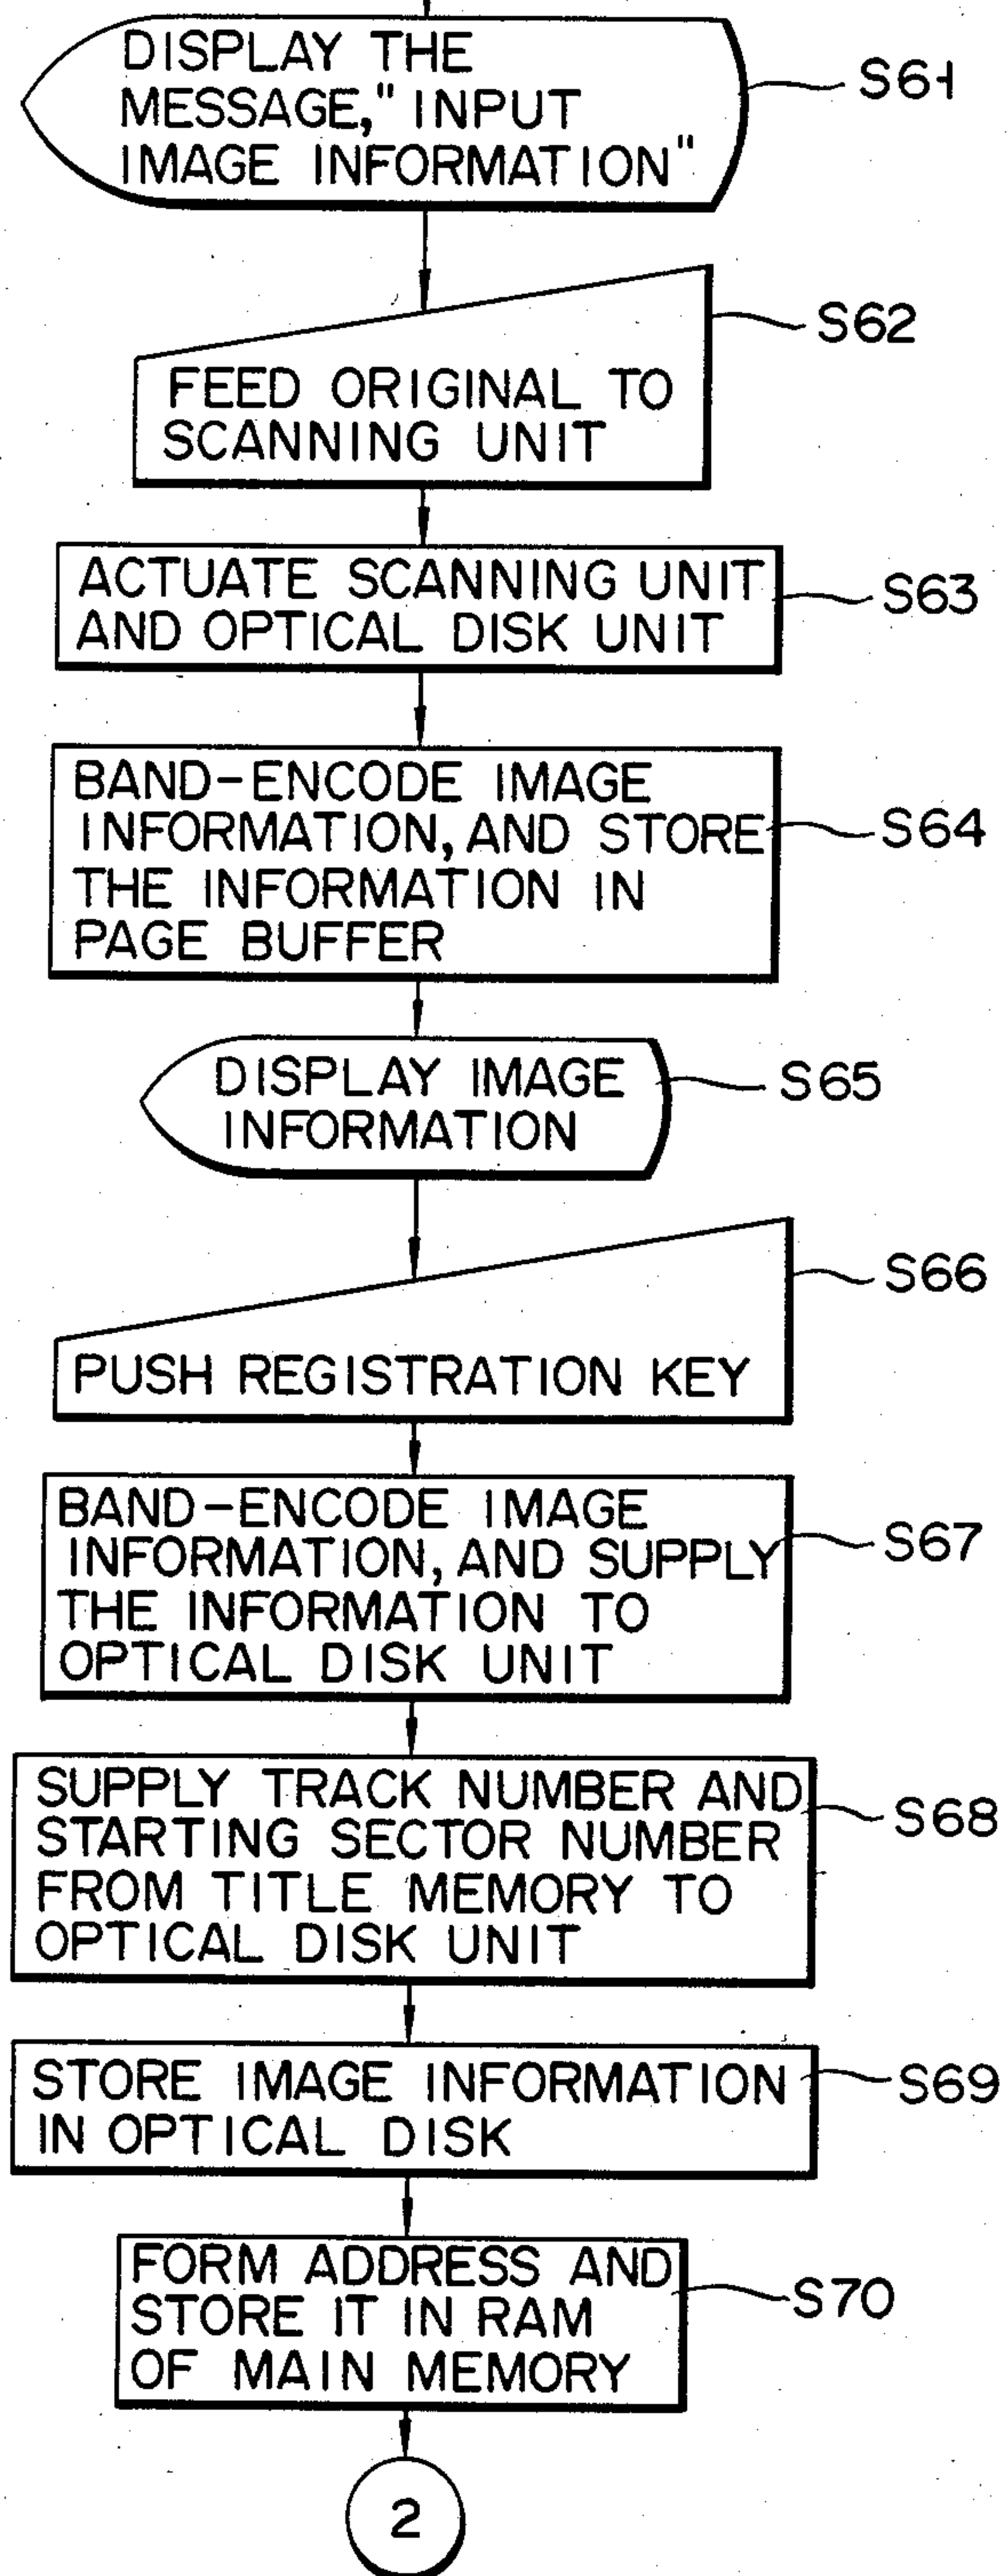 DISPLAY THE
MESSAGE," INPUT
IMAGE INFORMATION"
S61
FEED ORIGINAL TO
SCANNING UNIT
S62
ACTUATE SCANNING UNIT
AND OPTICAL DISK UNIT
S63
BAND-ENCODE IMAGE
INFORMATION, AND STORE
THE INFORMATION IN
PAGE BUFFER
S64
DISPLAY IMAGE
INFORMATION
S65
PUSH REGISTRATION KEY
S66
BAND-ENCODE IMAGE
INFORMATION, AND SUPPLY
THE INFORMATION TO
OPTICAL DISK UNIT
S67
SUPPLY TRACK NUMBER AND
STARTING SECTOR NUMBER
FROM TITLE MEMORY TO
OPTICAL DISK UNIT
S68
STORE IMAGE INFORMATION
IN OPTICAL DISK
S69
FORM ADDRESS AND
STORE IT IN RAM
OF MAIN MEMORY
S70
2